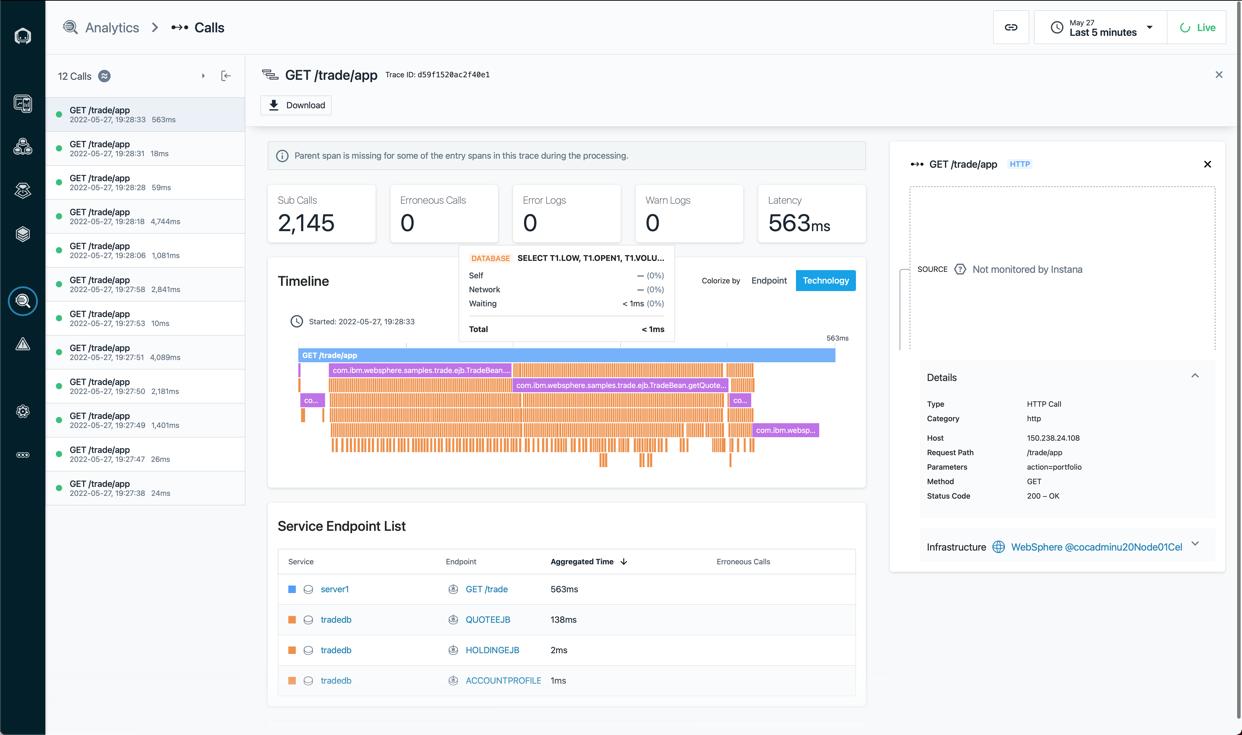 Analytics
Calls
May 27
Last 5 minutes
Live
12 Calls
GET /trade/app
2022-05-27, 19:28:33 563ms
GET /trade/app
2022-05-27, 19:28:31 18ms
GET /trade/app
2022-05-27, 19:28:28 59ms
GET /trade/app
2022-05-27, 19:28:18 4,744ms
GET /trade/app
2022-05-27, 19:28:06 1,081ms
GET /trade/app
2022-05-27, 19:27:58 2,841ms
GET /trade/app
2022-05-27, 19:27:53 10ms
GET /trade/app
2022-05-27, 19:27:51 4,089ms
GET /trade/app
2022-05-27, 19:27:50 2,181ms
GET /trade/app
2022-05-27, 19:27:49 1,401ms
GET /trade/app
2022-05-27, 19:27:47 26ms
GET /trade/app
2022-05-27, 19:27:38 24ms
GET /trade/app Trace ID: d59f1520ac2f40e1
Download
Parent span is missing for some of the entry spans in this trace during the processing.
Sub Calls
2,145
Erroneous Calls
0
Error Logs
0
Warn Logs
0
Latency
563ms
DATABASE SELECT T1.LOW, T1.OPEN1, T1.VOLU...
Self — (0%)
Network — (0%)
Waiting < 1ms (0%)
Total < 1ms
Timeline
Colorize by Endpoint Technology
Started: 2022-05-27, 19:28:33
563ms
GET /trade/app
com.ibm.websphere.samples.trade.ejb.TradeBean....
com.ibm.websphere.samples.trade.ejb.TradeBean.getQuote...
co...
co...
com.ibm.websp...
Service Endpoint List
Service Endpoint Aggregated Time Erroneous Calls
server1 GET /trade 563ms
tradedb QUOTEEJB 138ms
tradedb HOLDINGEJB 2ms
tradedb ACCOUNTPROFILE 1ms
GET /trade/app HTTP
SOURCE Not monitored by Instana
Details
Type HTTP Call
Category http
Host 150.238.24.108
Request Path /trade/app
Parameters action=portfolio
Method GET
Status Code 200 – OK
Infrastructure WebSphere @cocadminu20Node01Cel